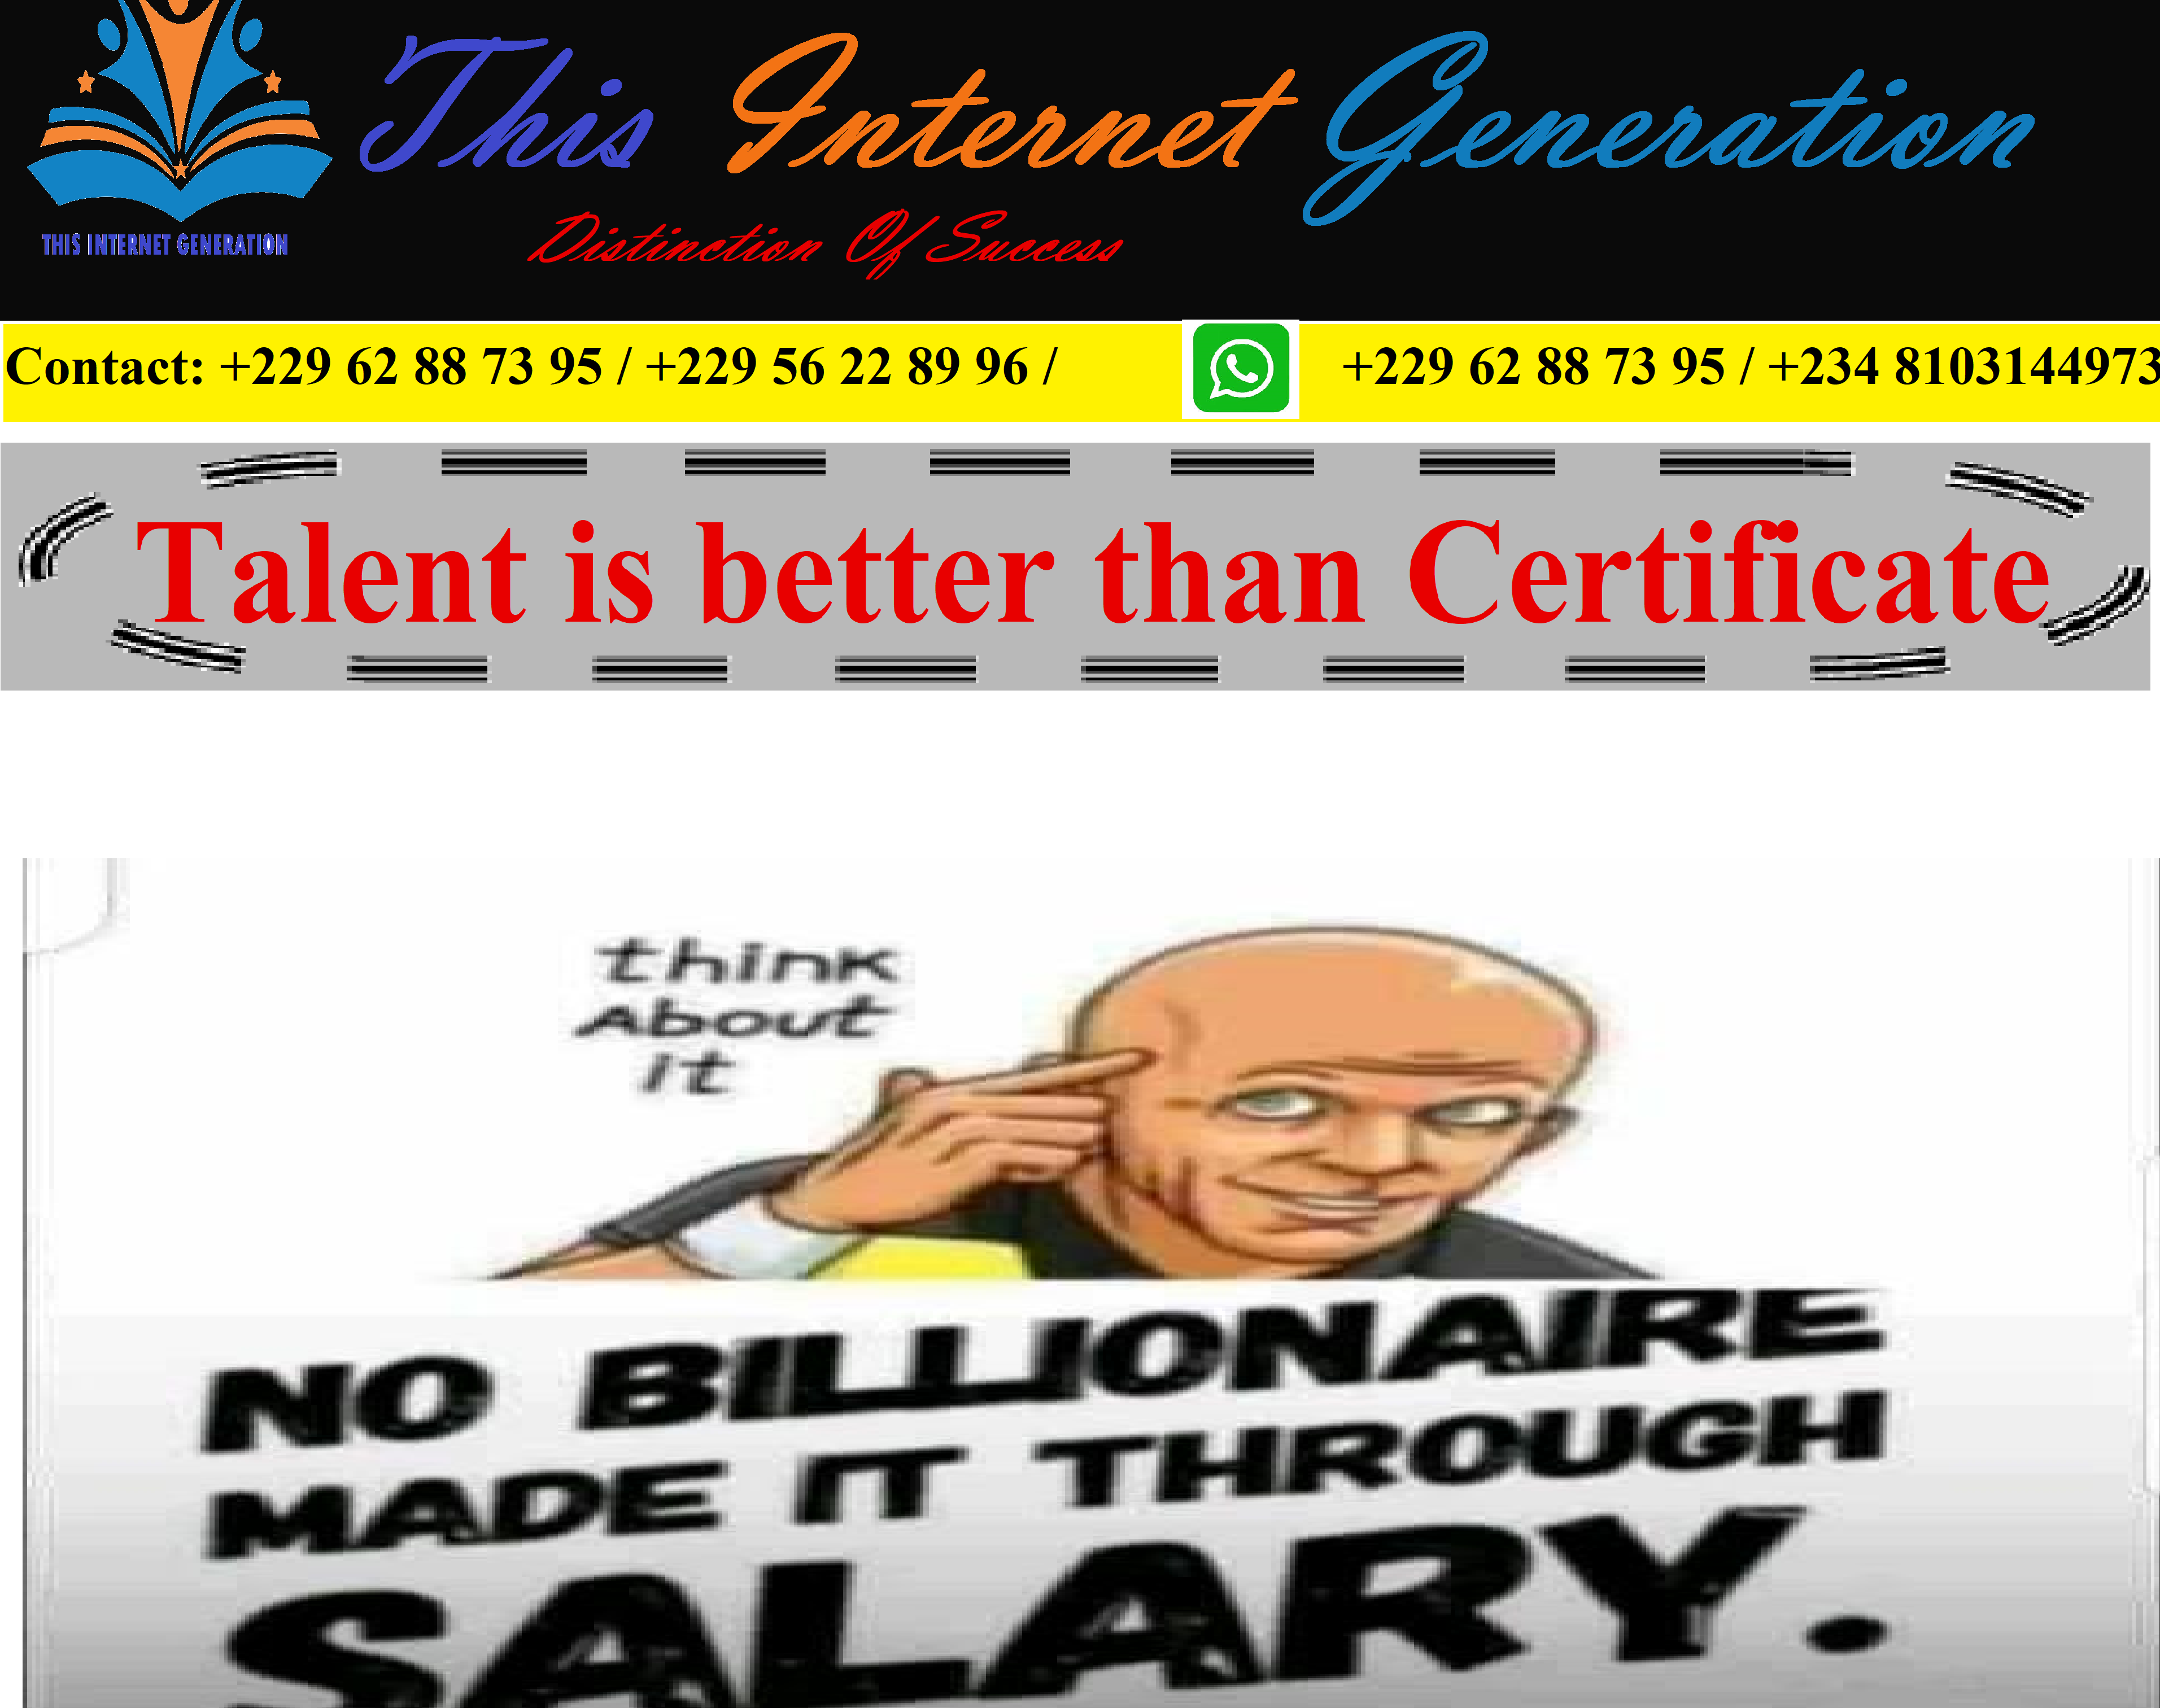 This Internet Generation
Distinction Of Success
THIS INTERNET GENERATION
Contact: +229 62 88 73 95 / +229 56 22 89 96 / +229 62 88 73 95 / +234 8103144973
Talent is better than Certificate
think
About
it
NO BILLIONAIRE
MADE IT THROUGH
SALARY.